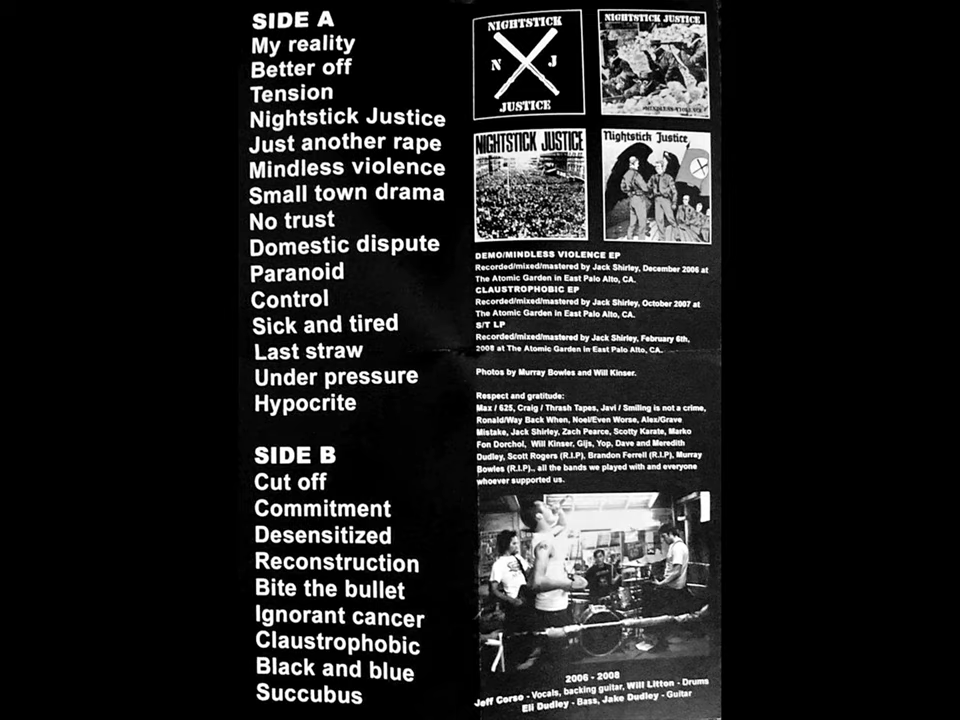 SIDE A
My reality
Better off
Tension
Nightstick Justice
Just another rape
Mindless violence
Small town drama
No trust
Domestic dispute
Paranoid
Control
Sick and tired
Last straw
Under pressure
Hypocrite
SIDE B
Cut off
Commitment
Desensitized
Reconstruction
Bite the bullet
Ignorant cancer
Claustrophobic
Black and blue
Succubus
NIGHTSTICK
N J
JUSTICE
NIGHTSTICK JUSTICE
MINDLESS VIOLENCE
NIGHTSTICK JUSTICE
Nightstick Justice
DEMO/MINDLESS VIOLENCE EP
Recorded/mixed/mastered by Jack Shirley, December 2006 at
The Atomic Garden in East Palo Alto, CA.
CLAUSTROPHOBIC EP
Recorded/mixed/mastered by Jack Shirley, October 2007 at
The Atomic Garden in East Palo Alto, CA.
S/T LP
Recorded/mixed/mastered by Jack Shirley, February 6th,
2008 at The Atomic Garden in East Palo Alto, CA.
Photos by Murray Bowles and Will Kinser.
Respect and gratitude:
Max / 625, Craig / Thrash Tapes, Javi / Smiling is not a crime,
Ronald/Way Back When, Noel/Even Worse, Alex/Grave
Mistake, Jack Shirley, Zach Pearce, Scotty Karate, Marko
Fon Dorchol, Will Kinser, Gijs, Yop, Dave and Meredith
Dudley, Scott Rogers (R.I.P), Brandon Ferrell (R.I.P), Murray
Bowles (R.I.P)., all the bands we played with and everyone
whoever supported us.
2006 - 2008
Jeff Corso - Vocals, backing guitar, Will Litton - Drums
Eli Dudley - Bass, Jake Dudley - Guitar